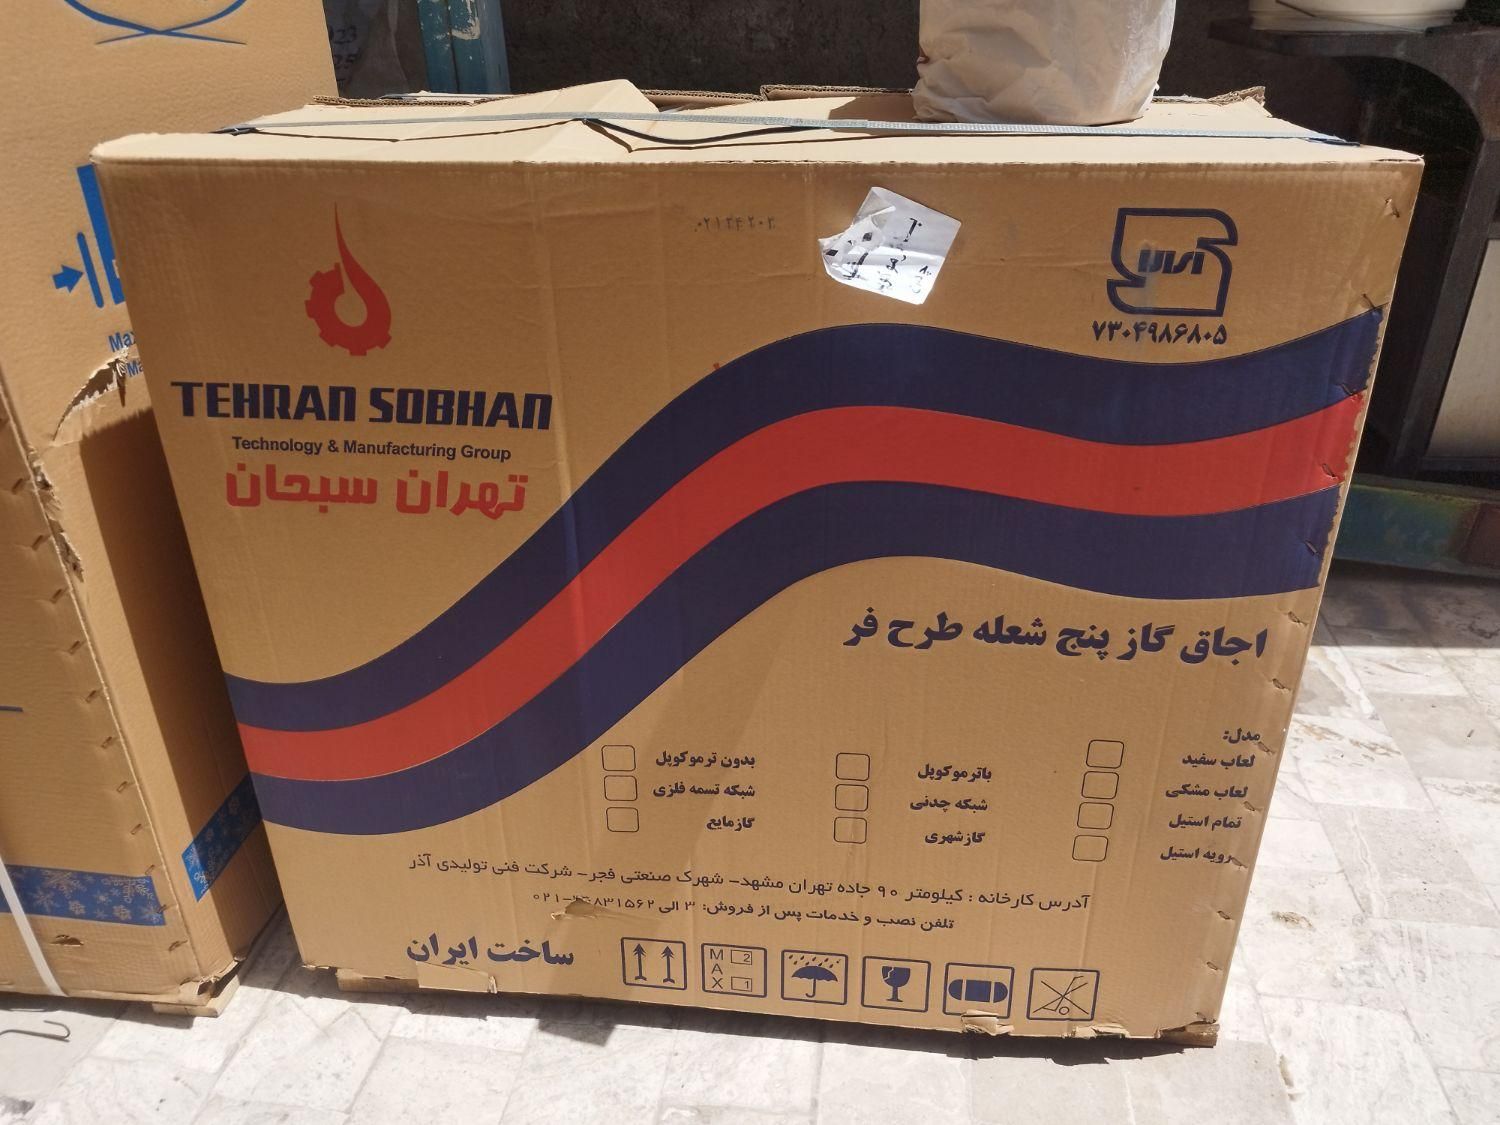 TEHRAN SOBHAN
Technology & Manufacturing Group
تهران سبحان
۷۳۰۴۹۸۶۸۰۵
اجاق گاز پنج شعله طرح فر
مدل:
لعاب سفید
باترموکوپل
بدون ترموکوپل
لعاب مشکی
شبکه چدنی
شبکه تسمه فلزی
تمام استیل
گازشهری
گازمایع
رویه استیل
آدرس کارخانه : کیلومتر ۹۰ جاده تهران مشهد- شهرک صنعتی فجر- شرکت فنی تولیدی آذر
تلفن نصب و خدمات پس از فروش: ۳ الی
ساخت ایران
MAX 2 1
Max